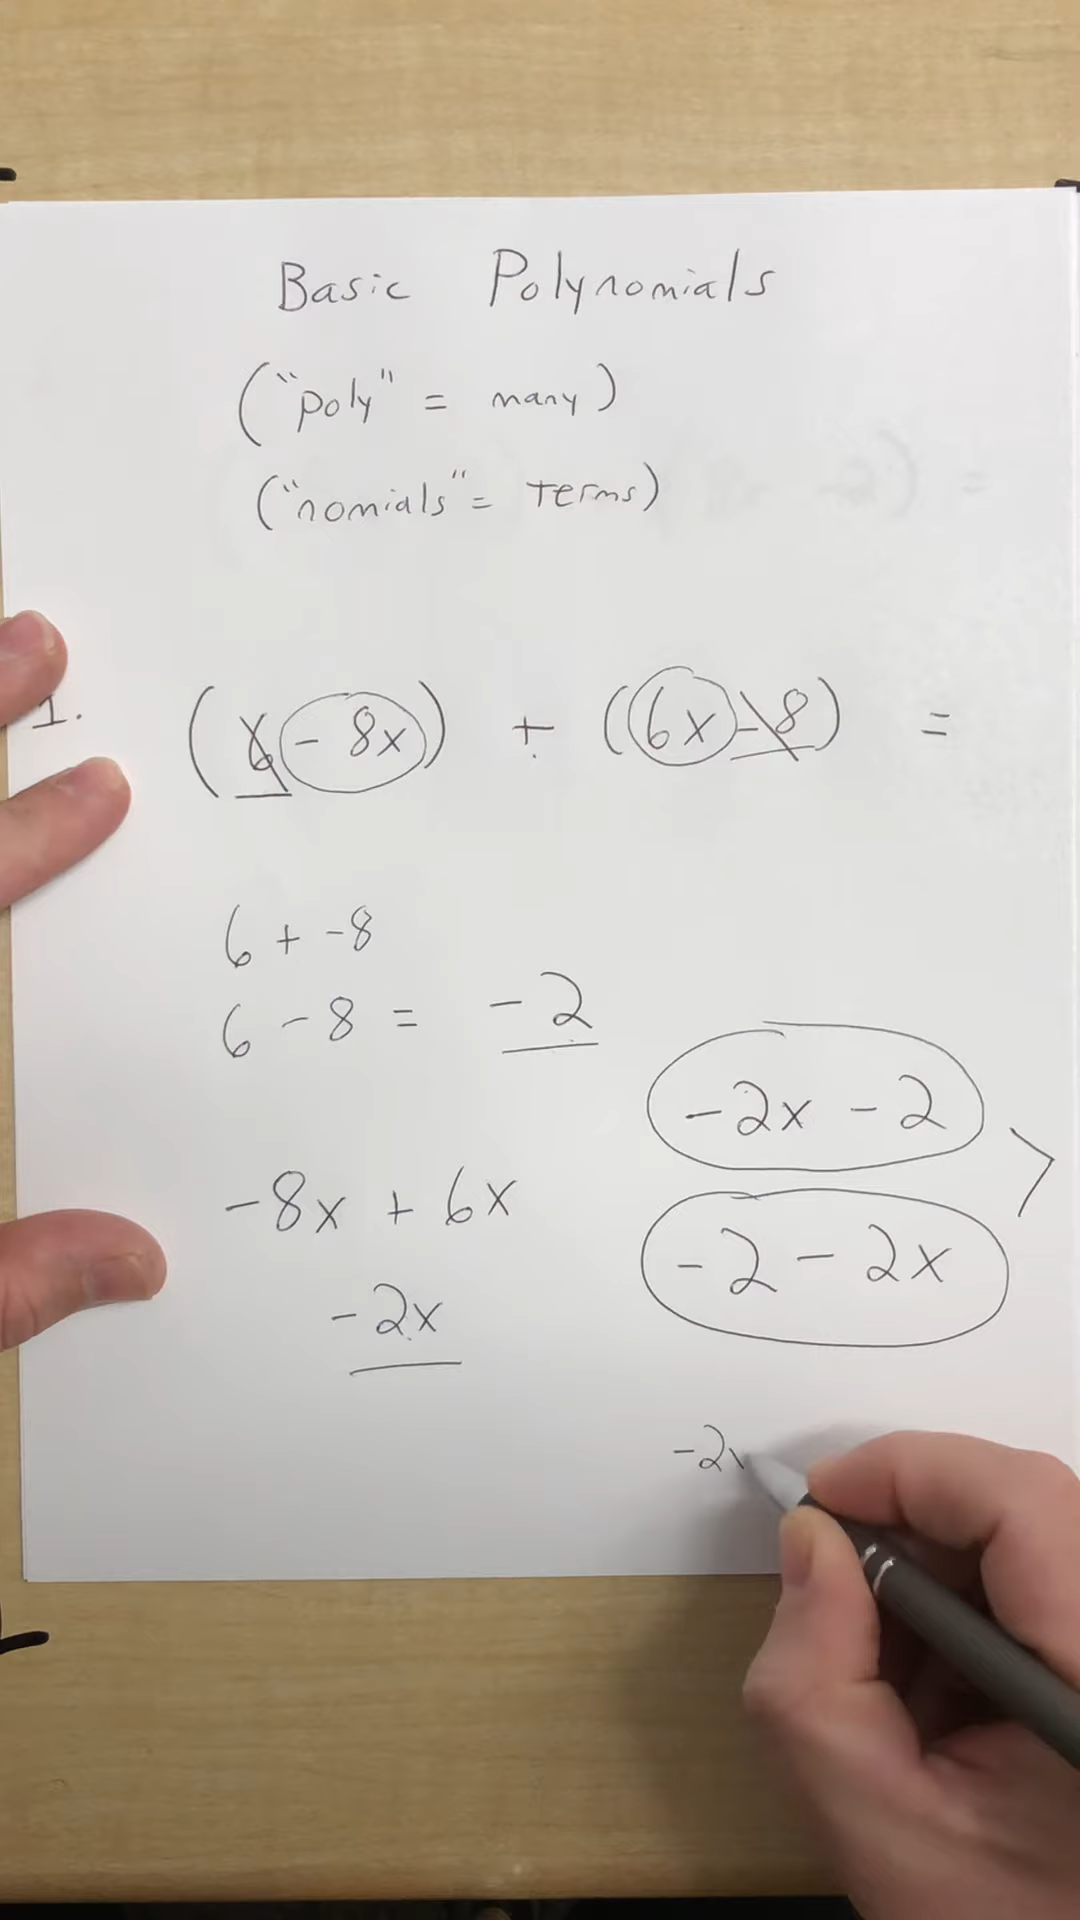 Basic Polynomials
("poly" = many)
("nomials" = terms)
1. (6 - 8x) + (6x - 8) =
6 + -8
6 - 8 = -2
-2x - 2 >
-8x + 6x
-2 - 2x
-2x
-2x